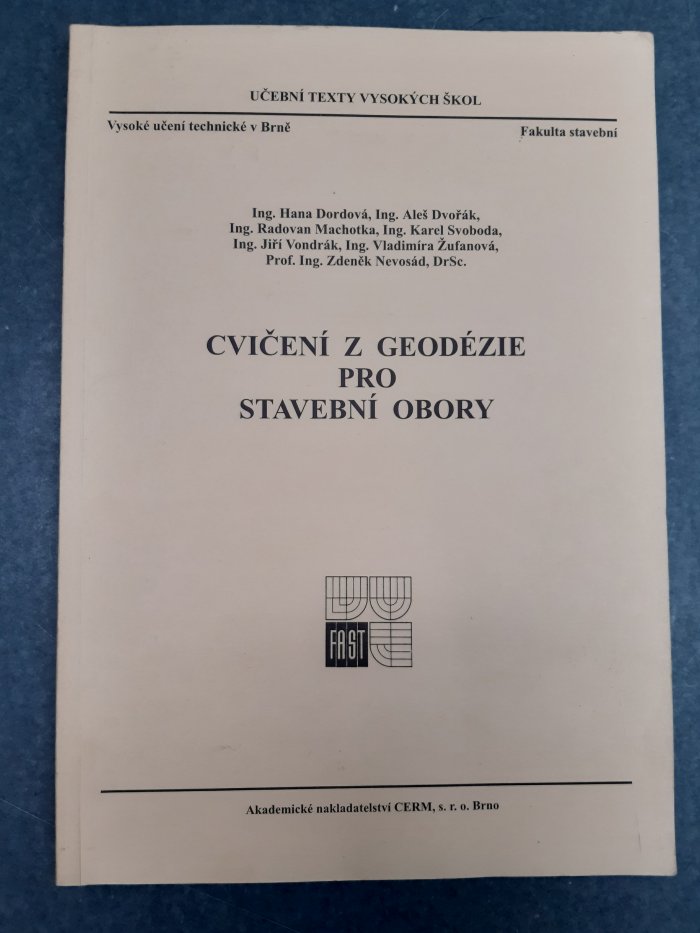 UČEBNÍ TEXTY VYSOKÝCH ŠKOL
Vysoké učení technické v Brně Fakulta stavební
Ing. Hana Dordová, Ing. Aleš Dvořák,
Ing. Radovan Machotka, Ing. Karel Svoboda,
Ing. Jiří Vondrák, Ing. Vladimíra Žufanová,
Prof. Ing. Zdeněk Nevosád, DrSc.
CVIČENÍ Z GEODÉZIE
PRO
STAVEBNÍ OBORY
FAST
Akademické nakladatelství CERM, s. r. o. Brno